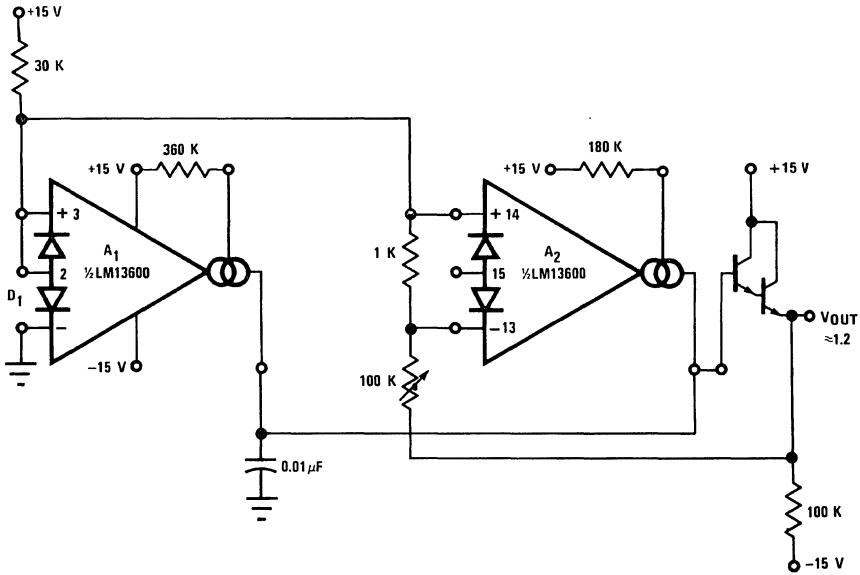 +15 V
30 K
360 K
+15 V
+ 3
A1
½LM13600
2
D1
−
−15 V
0.01 μF
180 K
+15 V
+ 14
A2
½LM13600
15
−13
1 K
100 K
+15 V
VOUT
≈1.2
100 K
−15 V